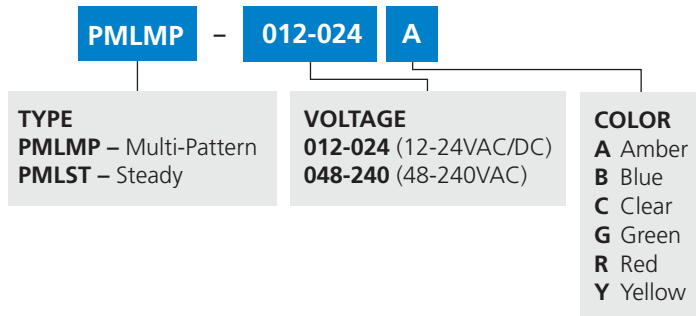 PMLMP – 012-024 A
TYPE
PMLMP – Multi-Pattern
PMLST – Steady
VOLTAGE
012-024 (12-24VAC/DC)
048-240 (48-240VAC)
COLOR
A Amber
B Blue
C Clear
G Green
R Red
Y Yellow